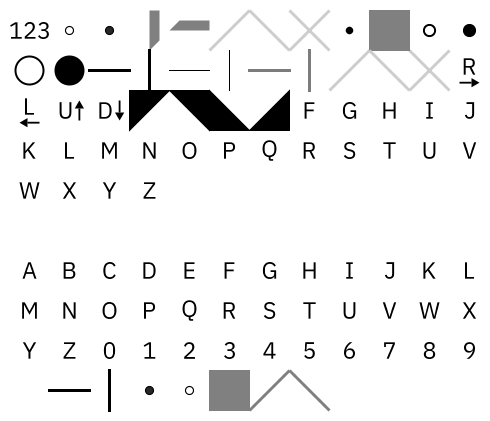 123
R
L U↑ D↓ F G H I J
K L M N O P Q R S T U V
W X Y Z
A B C D E F G H I J K L
M N O P Q R S T U V W X
Y Z 0 1 2 3 4 5 6 7 8 9